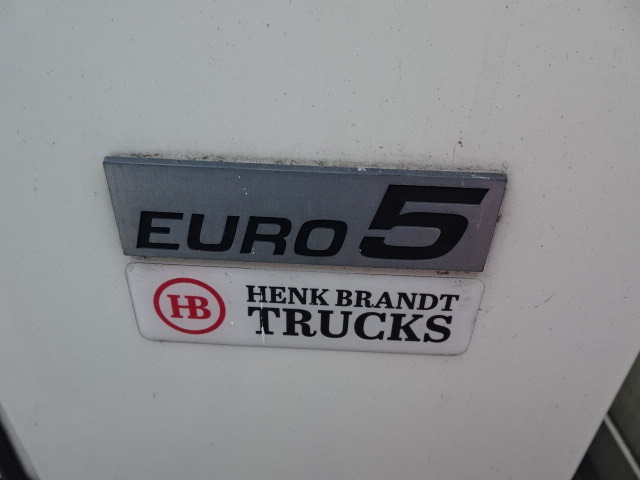 EURO 5
HB
HENK BRANDT
TRUCKS